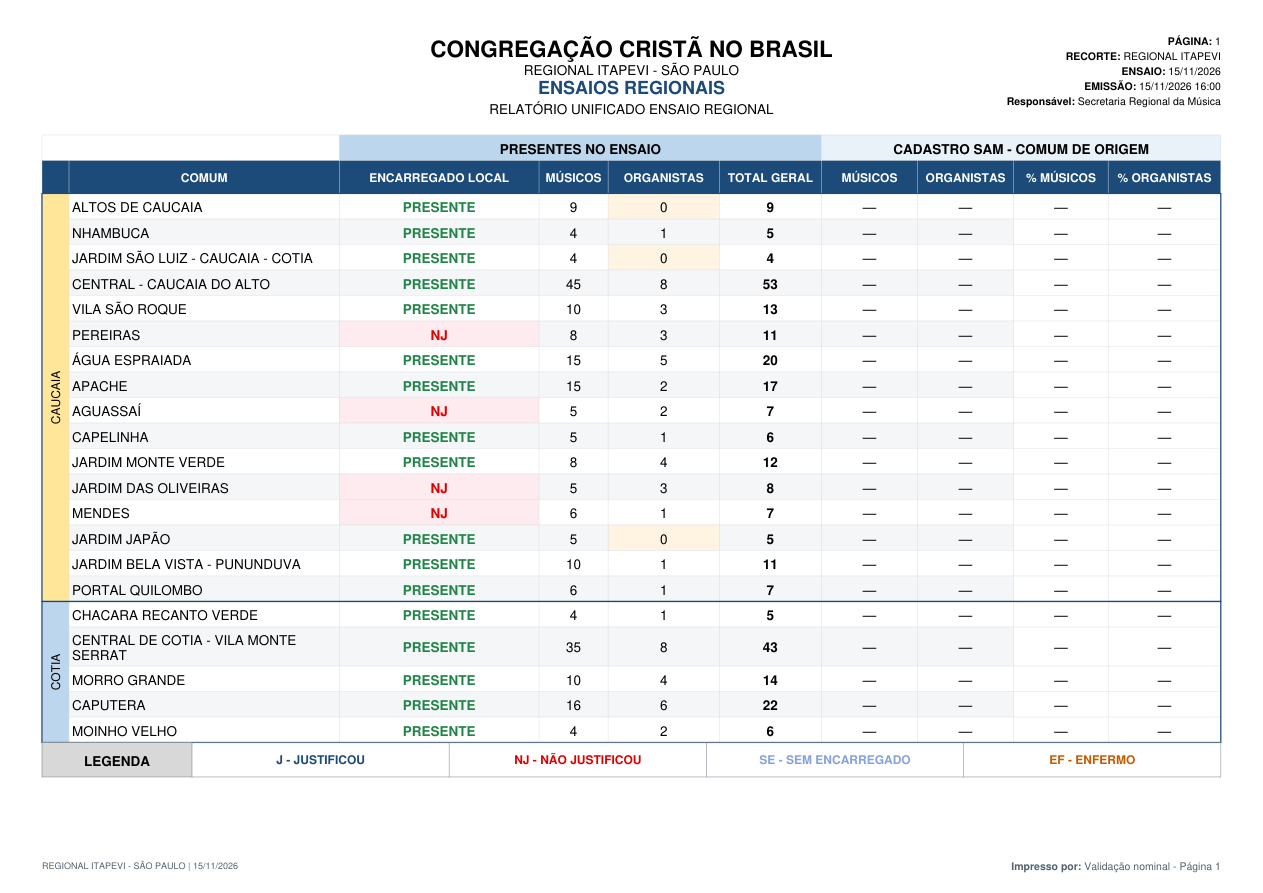 CONGREGAÇÃO CRISTÃ NO BRASIL
REGIONAL ITAPEVI - SÃO PAULO
ENSAIOS REGIONAIS
RELATÓRIO UNIFICADO ENSAIO REGIONAL
PÁGINA: 1
RECORTE: REGIONAL ITAPEVI
ENSAIO: 15/11/2026
EMISSÃO: 15/11/2026 16:00
Responsável: Secretaria Regional da Música
PRESENTES NO ENSAIO CADASTRO SAM - COMUM DE ORIGEM
COMUM ENCARREGADO LOCAL MÚSICOS ORGANISTAS TOTAL GERAL MÚSICOS ORGANISTAS % MÚSICOS % ORGANISTAS
CAUCAIA
ALTOS DE CAUCAIA PRESENTE 9 0 9 — — — —
NHAMBUCA PRESENTE 4 1 5 — — — —
JARDIM SÃO LUIZ - CAUCAIA - COTIA PRESENTE 4 0 4 — — — —
CENTRAL - CAUCAIA DO ALTO PRESENTE 45 8 53 — — — —
VILA SÃO ROQUE PRESENTE 10 3 13 — — — —
PEREIRAS NJ 8 3 11 — — — —
ÁGUA ESPRAIADA PRESENTE 15 5 20 — — — —
APACHE PRESENTE 15 2 17 — — — —
AGUASSAÍ NJ 5 2 7 — — — —
CAPELINHA PRESENTE 5 1 6 — — — —
JARDIM MONTE VERDE PRESENTE 8 4 12 — — — —
JARDIM DAS OLIVEIRAS NJ 5 3 8 — — — —
MENDES NJ 6 1 7 — — — —
JARDIM JAPÃO PRESENTE 5 0 5 — — — —
JARDIM BELA VISTA - PUNUNDUVA PRESENTE 10 1 11 — — — —
PORTAL QUILOMBO PRESENTE 6 1 7 — — — —
COTIA
CHACARA RECANTO VERDE PRESENTE 4 1 5 — — — —
CENTRAL DE COTIA - VILA MONTE
SERRAT PRESENTE 35 8 43 — — — —
MORRO GRANDE PRESENTE 10 4 14 — — — —
CAPUTERA PRESENTE 16 6 22 — — — —
MOINHO VELHO PRESENTE 4 2 6 — — — —
LEGENDA J - JUSTIFICOU NJ - NÃO JUSTIFICOU SE - SEM ENCARREGADO EF - ENFERMO
REGIONAL ITAPEVI - SÃO PAULO | 15/11/2026
Impresso por: Validação nominal - Página 1